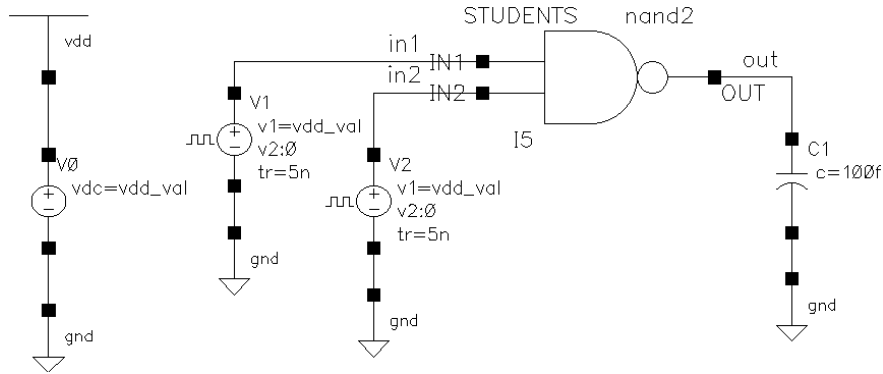 STUDENTS nand2
vdd
in1 IN1
in2 IN2
out
OUT
I5
V1
v1=vdd_val
v2:0
tr=5n
V0
vdc=vdd_val
V2
v1=vdd_val
v2:0
tr=5n
C1
c=100f
gnd
gnd
gnd
gnd